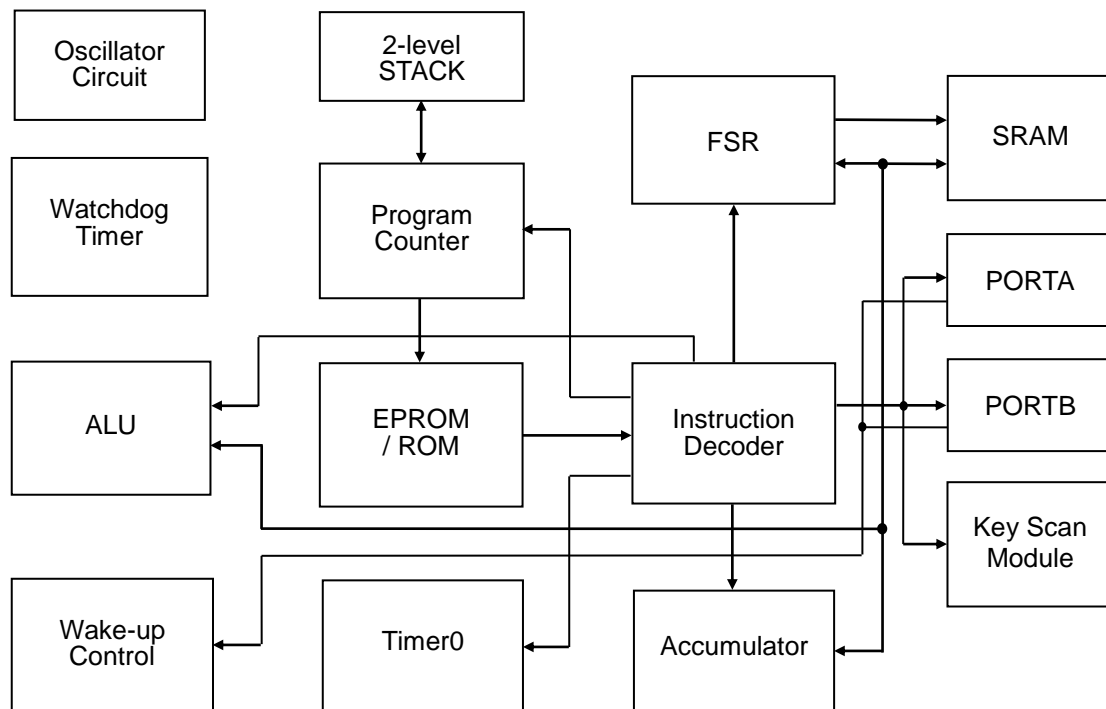 Oscillator
Circuit
2-level
STACK
FSR
SRAM
Watchdog
Timer
Program
Counter
PORTA
ALU
EPROM
/ ROM
Instruction
Decoder
PORTB
Key Scan
Module
Wake-up
Control
Timer0
Accumulator